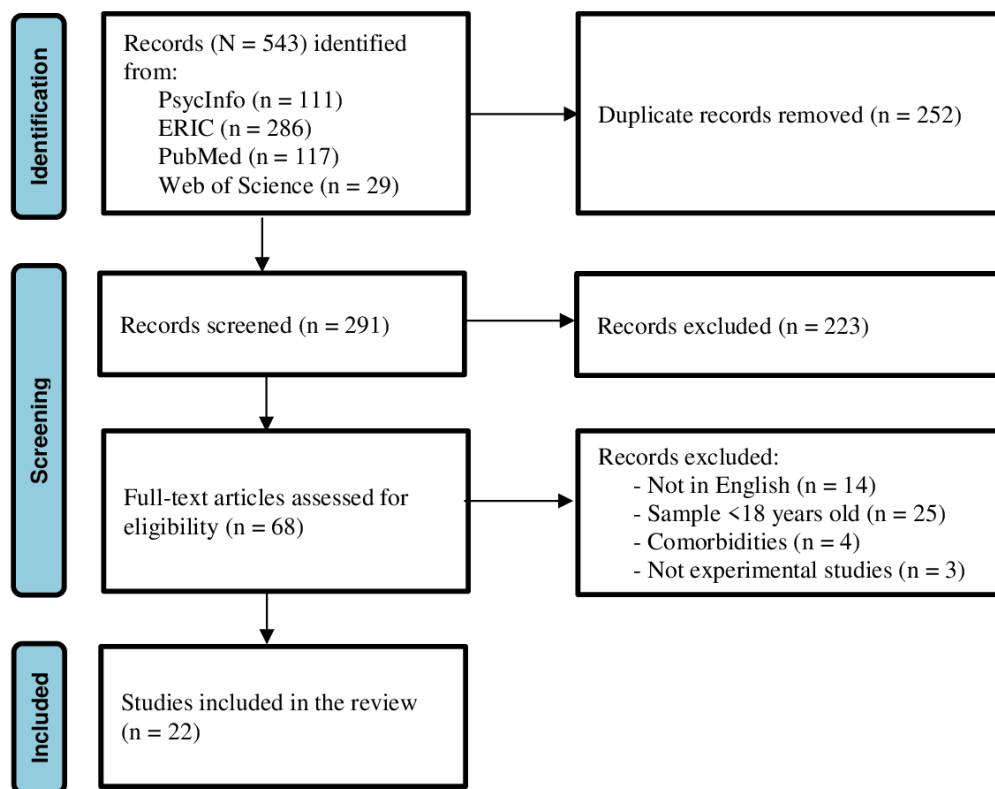 Identification
Records (N = 543) identified
from:
PsycInfo (n = 111)
ERIC (n = 286)
PubMed (n = 117)
Web of Science (n = 29)
Duplicate records removed (n = 252)
Screening
Records screened (n = 291)
Records excluded (n = 223)
Full-text articles assessed for
eligibility (n = 68)
Records excluded:
- Not in English (n = 14)
- Sample <18 years old (n = 25)
- Comorbidities (n = 4)
- Not experimental studies (n = 3)
Included
Studies included in the review
(n = 22)